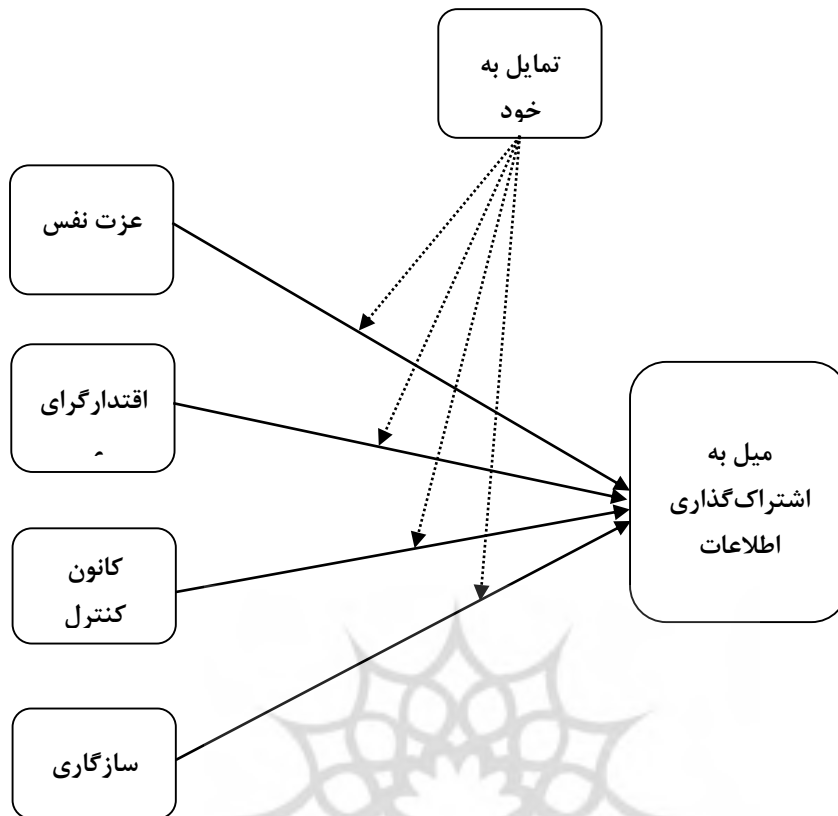 تمایل به
خود
عزت نفس
اقتدارگرای
میل به
اشتراک‌گذاری
اطلاعات
کانون
کنترل
سازگاری